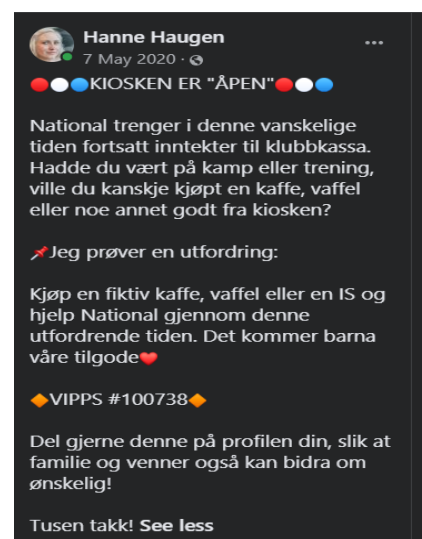 Hanne Haugen
7 May 2020 ·
🔴⚪🔵KIOSKEN ER "ÅPEN"🔴⚪🔵
National trenger i denne vanskelige
tiden fortsatt inntekter til klubbkassa.
Hadde du vært på kamp eller trening,
ville du kanskje kjøpt en kaffe, vaffel
eller noe annet godt fra kiosken?
📌Jeg prøver en utfordring:
Kjøp en fiktiv kaffe, vaffel eller en IS og
hjelp National gjennom denne
utfordrende tiden. Det kommer barna
våre tilgode❤️
🔶VIPPS #100738🔶
Del gjerne denne på profilen din, slik at
familie og venner også kan bidra om
ønskelig!
Tusen takk! See less